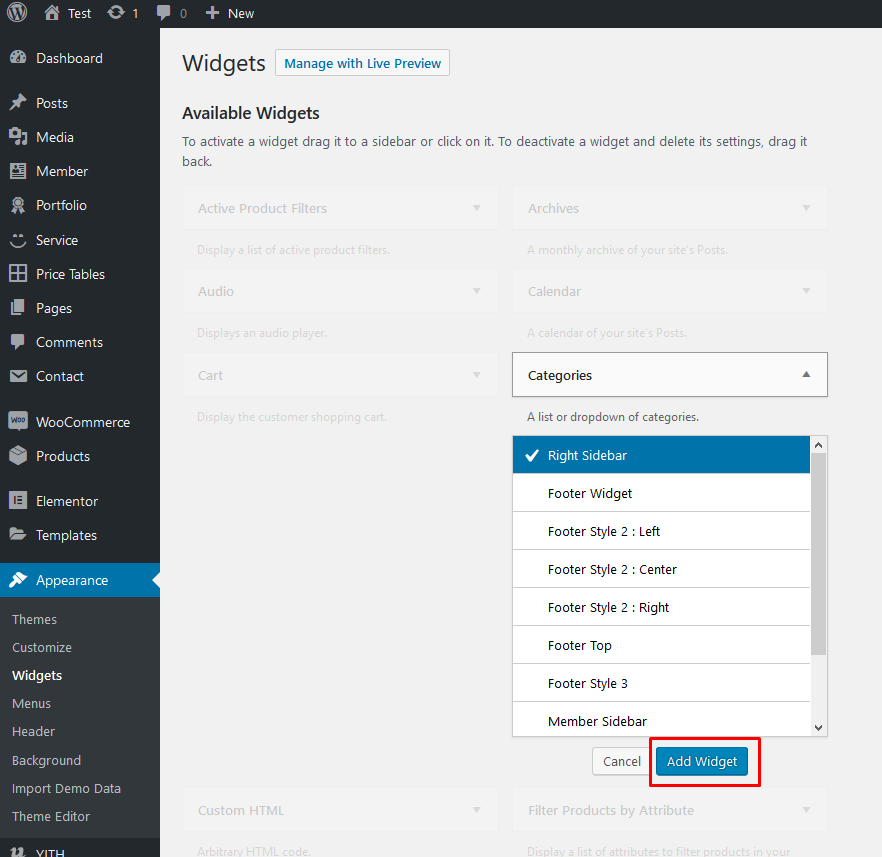 Test
1
0
New
Dashboard
Posts
Media
Member
Portfolio
Service
Price Tables
Pages
Comments
Contact
WooCommerce
Products
Elementor
Templates
Appearance
Themes
Customize
Widgets
Menus
Header
Background
Import Demo Data
Theme Editor
YITH
Widgets
Manage with Live Preview
Available Widgets
To activate a widget drag it to a sidebar or click on it. To deactivate a widget and delete its settings, drag it
back.
Active Product Filters
Display a list of active product filters.
Archives
A monthly archive of your site's Posts.
Audio
Displays an audio player.
Calendar
A calendar of your site's Posts.
Cart
Display the customer shopping cart.
Categories
A list or dropdown of categories.
Right Sidebar
Footer Widget
Footer Style 2 : Left
Footer Style 2 : Center
Footer Style 2 : Right
Footer Top
Footer Style 3
Member Sidebar
Cancel
Add Widget
Custom HTML
Arbitrary HTML code.
Filter Products by Attribute
Display a list of attributes to filter products in your